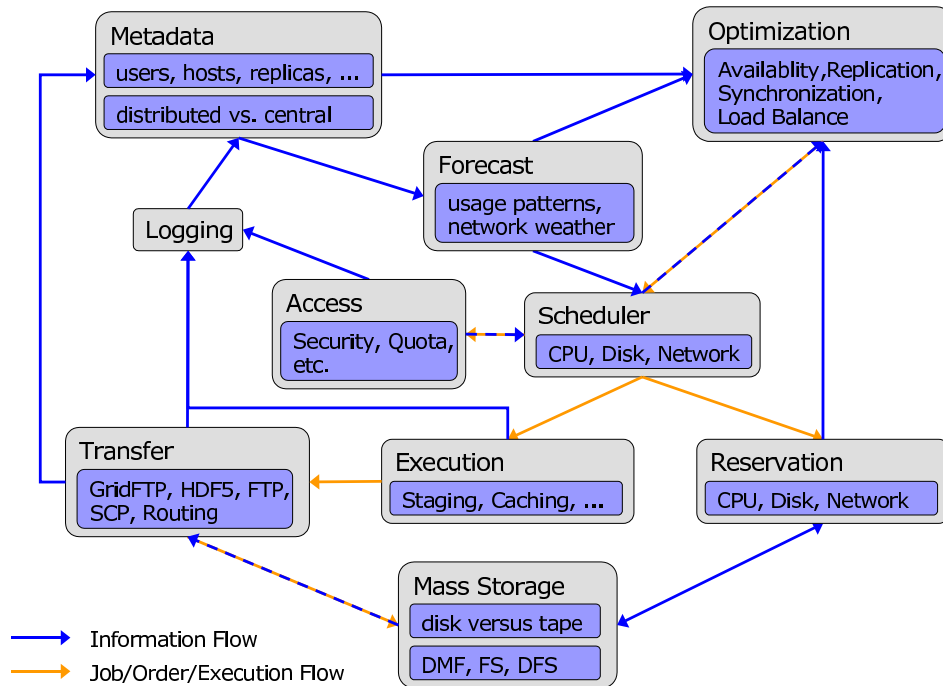 Metadata
users, hosts, replicas, ...
distributed vs. central
Optimization
Availablity,Replication,
Synchronization,
Load Balance
Forecast
usage patterns,
network weather
Logging
Access
Security, Quota,
etc.
Scheduler
CPU, Disk, Network
Transfer
GridFTP, HDF5, FTP,
SCP, Routing
Execution
Staging, Caching, ...
Reservation
CPU, Disk, Network
Mass Storage
disk versus tape
DMF, FS, DFS
Information Flow
Job/Order/Execution Flow